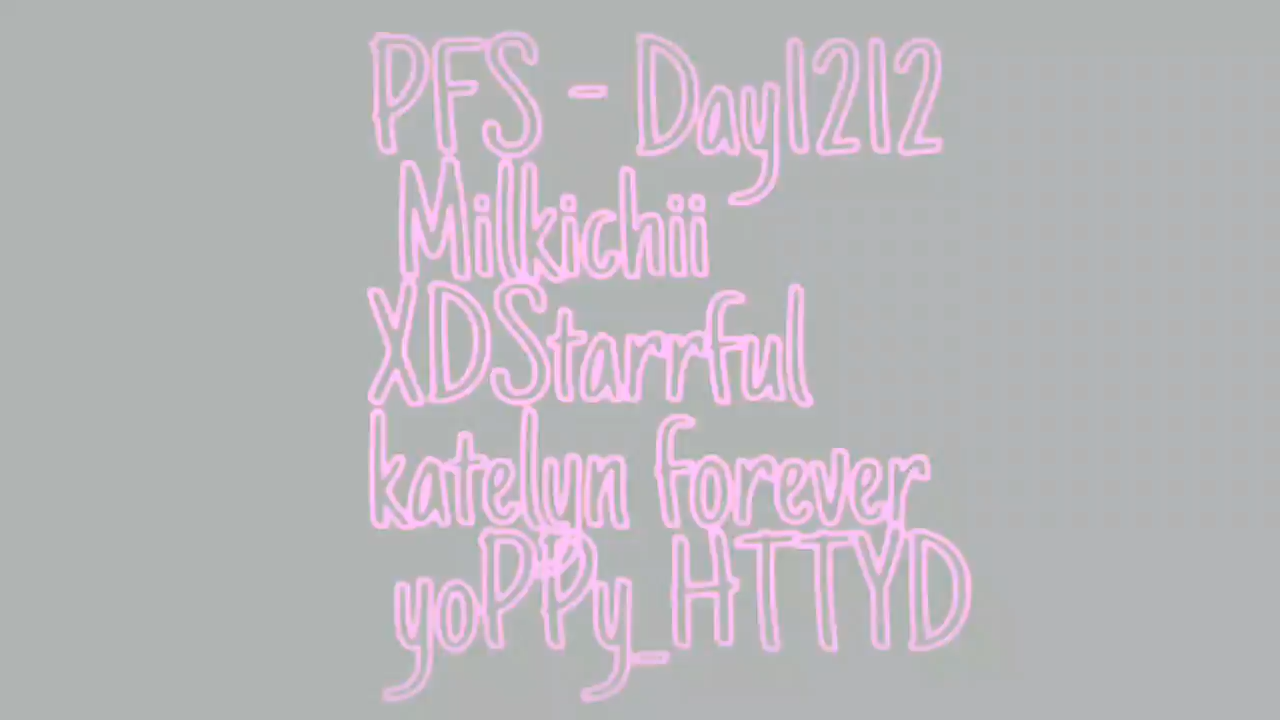 PFS - Day1212
Milkichii
XDStarrful
katelyn forever
yoPPy_HTTYD